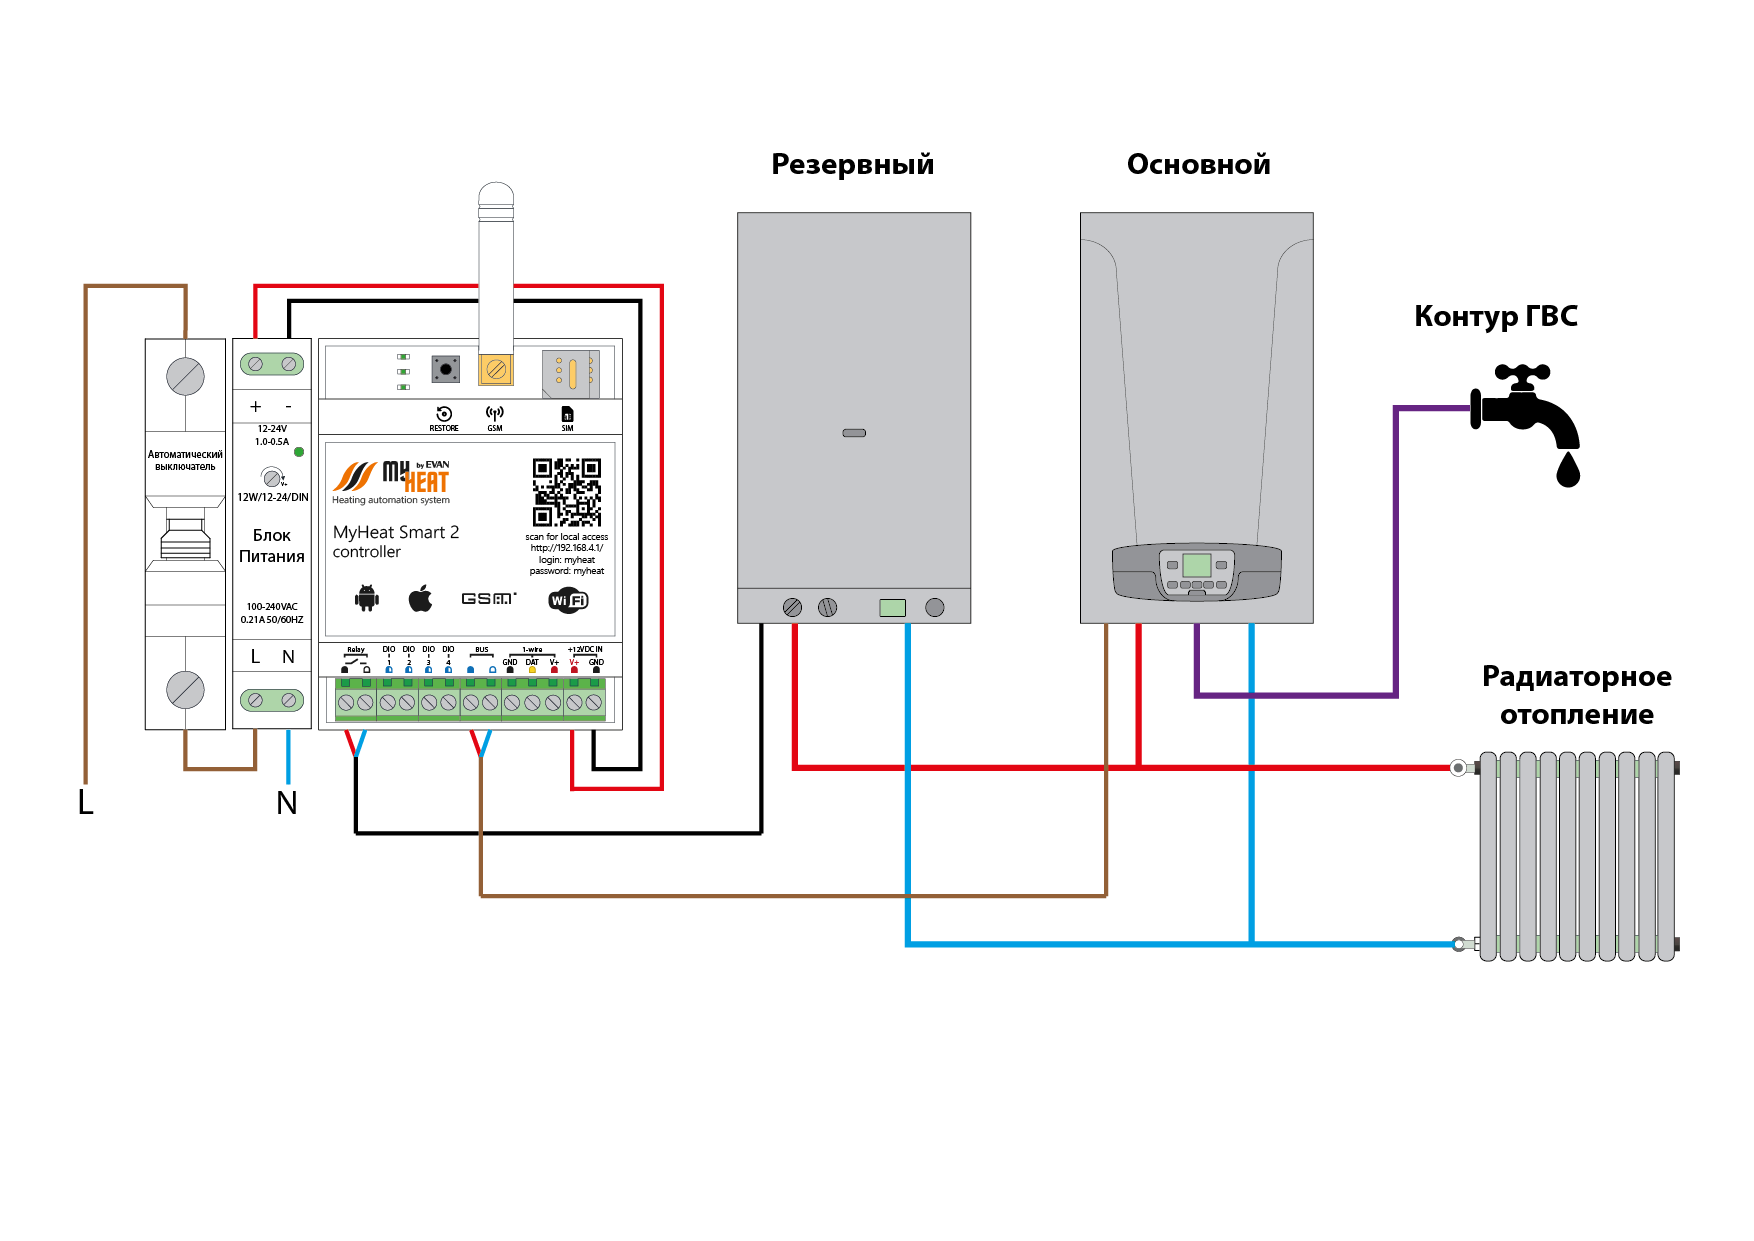 Резервный
Основной
Контур ГВС
Радиаторное
отопление
L
N
Автоматический
выключатель
+ -
12-24V
1.0-0.5A
V+
12W/12-24/DIN
Блок
Питания
100-240VAC
0.21A 50/60HZ
L N
RESTORE
GSM
SIM
MY HEAT
by EVAN
Heating automation system
MyHeat Smart 2
controller
scan for local access
http://192.168.4.1/
login: myheat
password: myheat
GSM
Wi Fi
Relay
DIO 1
DIO 2
DIO 3
DIO 4
BUS
1-wire
GND DAT V+
+12VDC IN
V+ GND